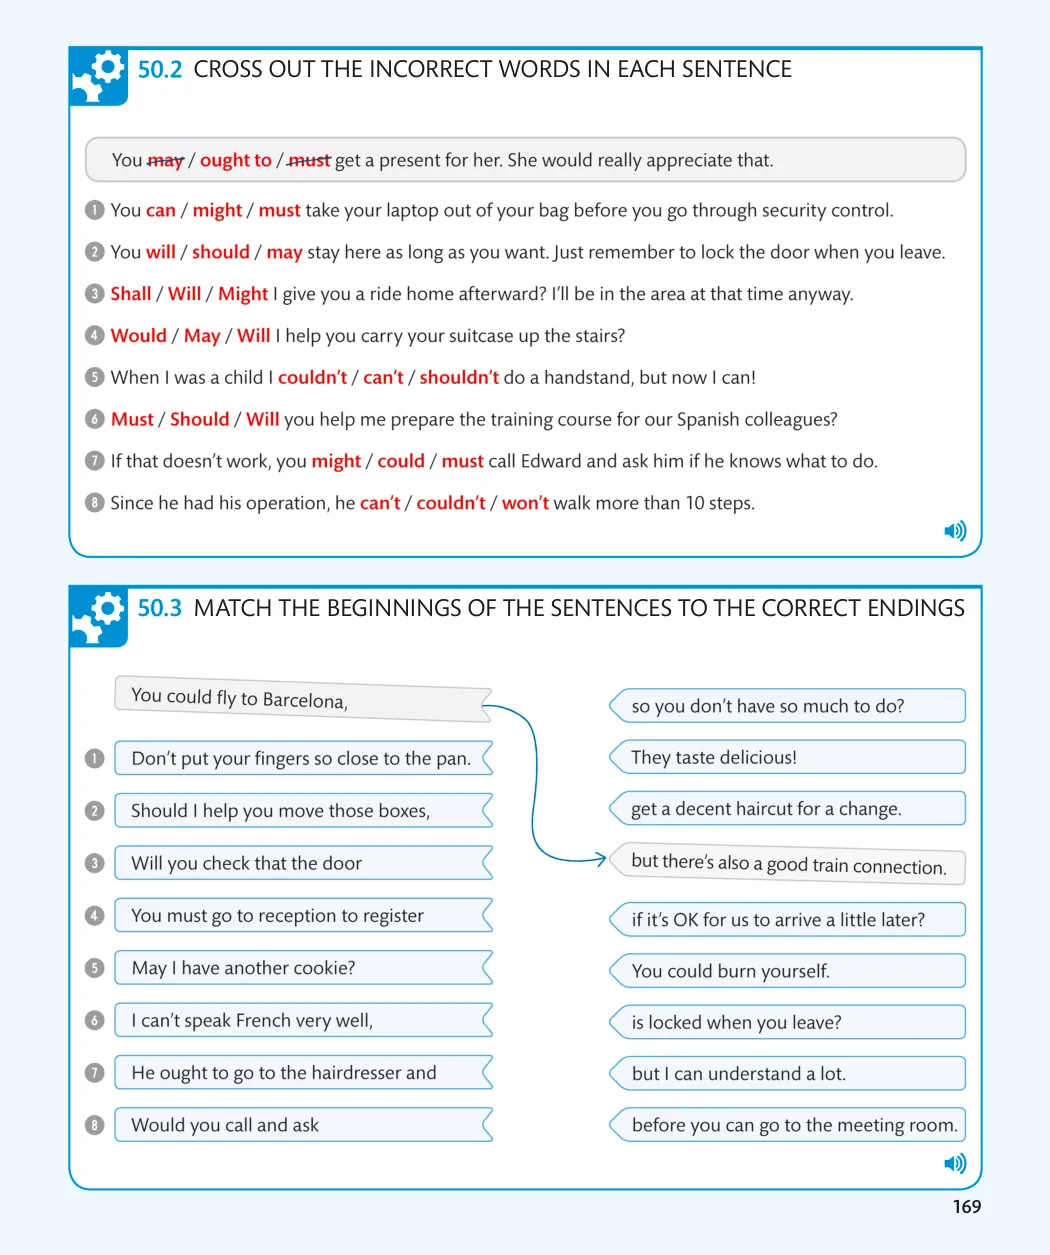 50.2 CROSS OUT THE INCORRECT WORDS IN EACH SENTENCE
You may / ought to / must get a present for her. She would really appreciate that.
1 You can / might / must take your laptop out of your bag before you go through security control.
2 You will / should / may stay here as long as you want. Just remember to lock the door when you leave.
3 Shall / Will / Might I give you a ride home afterward? I’ll be in the area at that time anyway.
4 Would / May / Will I help you carry your suitcase up the stairs?
5 When I was a child I couldn’t / can’t / shouldn’t do a handstand, but now I can!
6 Must / Should / Will you help me prepare the training course for our Spanish colleagues?
7 If that doesn’t work, you might / could / must call Edward and ask him if he knows what to do.
8 Since he had his operation, he can’t / couldn’t / won’t walk more than 10 steps.
50.3 MATCH THE BEGINNINGS OF THE SENTENCES TO THE CORRECT ENDINGS
You could fly to Barcelona,
1 Don’t put your fingers so close to the pan.
2 Should I help you move those boxes,
3 Will you check that the door
4 You must go to reception to register
5 May I have another cookie?
6 I can’t speak French very well,
7 He ought to go to the hairdresser and
8 Would you call and ask
so you don’t have so much to do?
They taste delicious!
get a decent haircut for a change.
but there’s also a good train connection.
if it’s OK for us to arrive a little later?
You could burn yourself.
is locked when you leave?
but I can understand a lot.
before you can go to the meeting room.
169